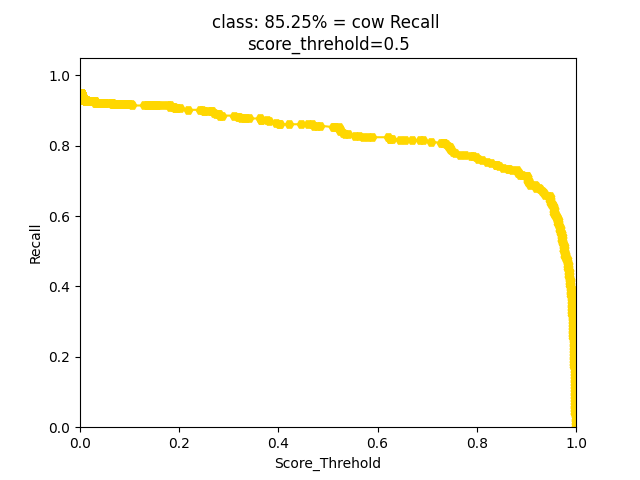 class: 85.25% = cow Recall
score_threhold=0.5
1.0
0.8
0.6
0.4
0.2
0.0
Recall
0.0 0.2 0.4 0.6 0.8 1.0
Score_Threhold